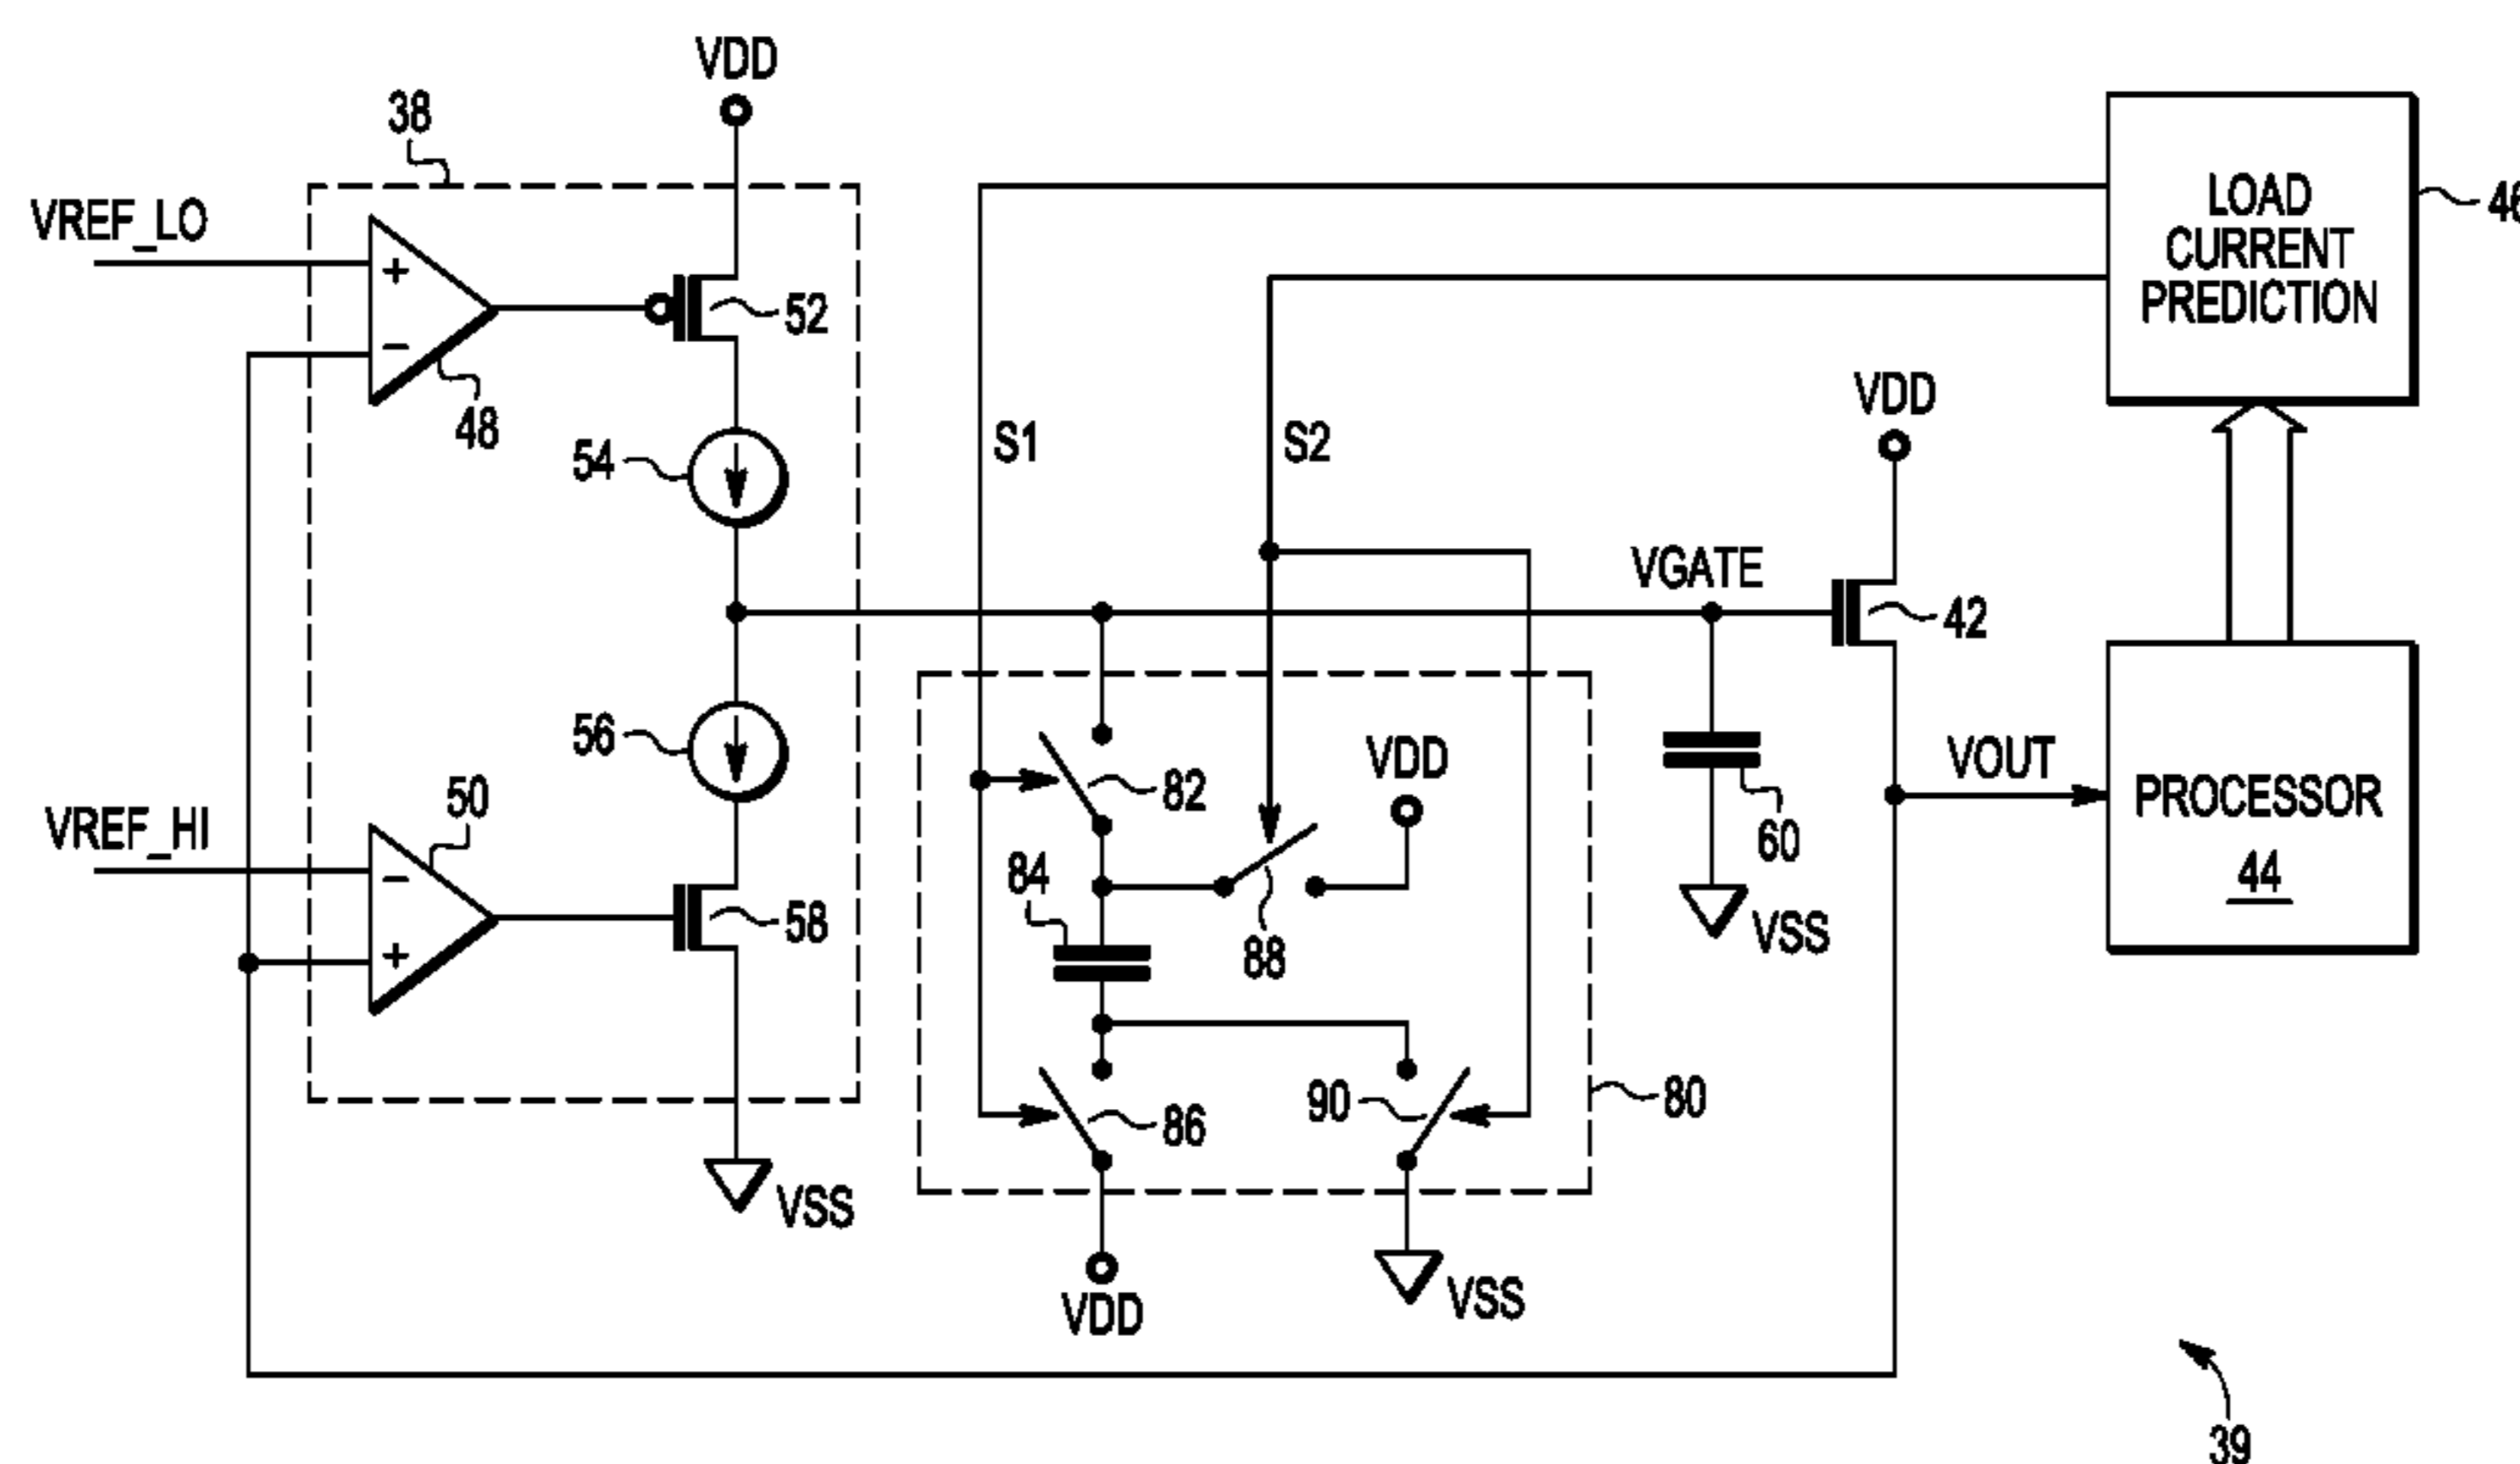 VDD
38
VREF_LO
LOAD
CURRENT
PREDICTION
52
48
VDD
S1
S2
54
VGATE
42
56
VDD
VOUT
50
82
PROCESSOR
VREF_HI
60
84
44
58
88
VSS
90
80
86
VSS
VSS
VDD
39